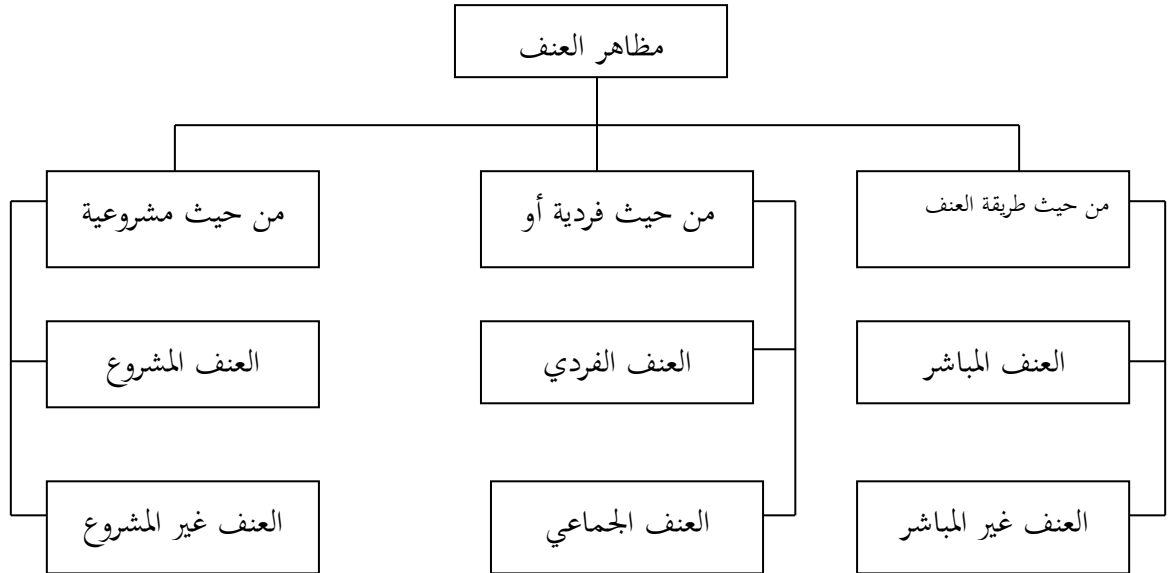 مظاهر العنف
من حيث طريقة العنف
من حيث فردية أو
من حيث مشروعية
العنف المباشر
العنف الفردي
العنف المشروع
العنف غير المباشر
العنف الجماعي
العنف غير المشروع